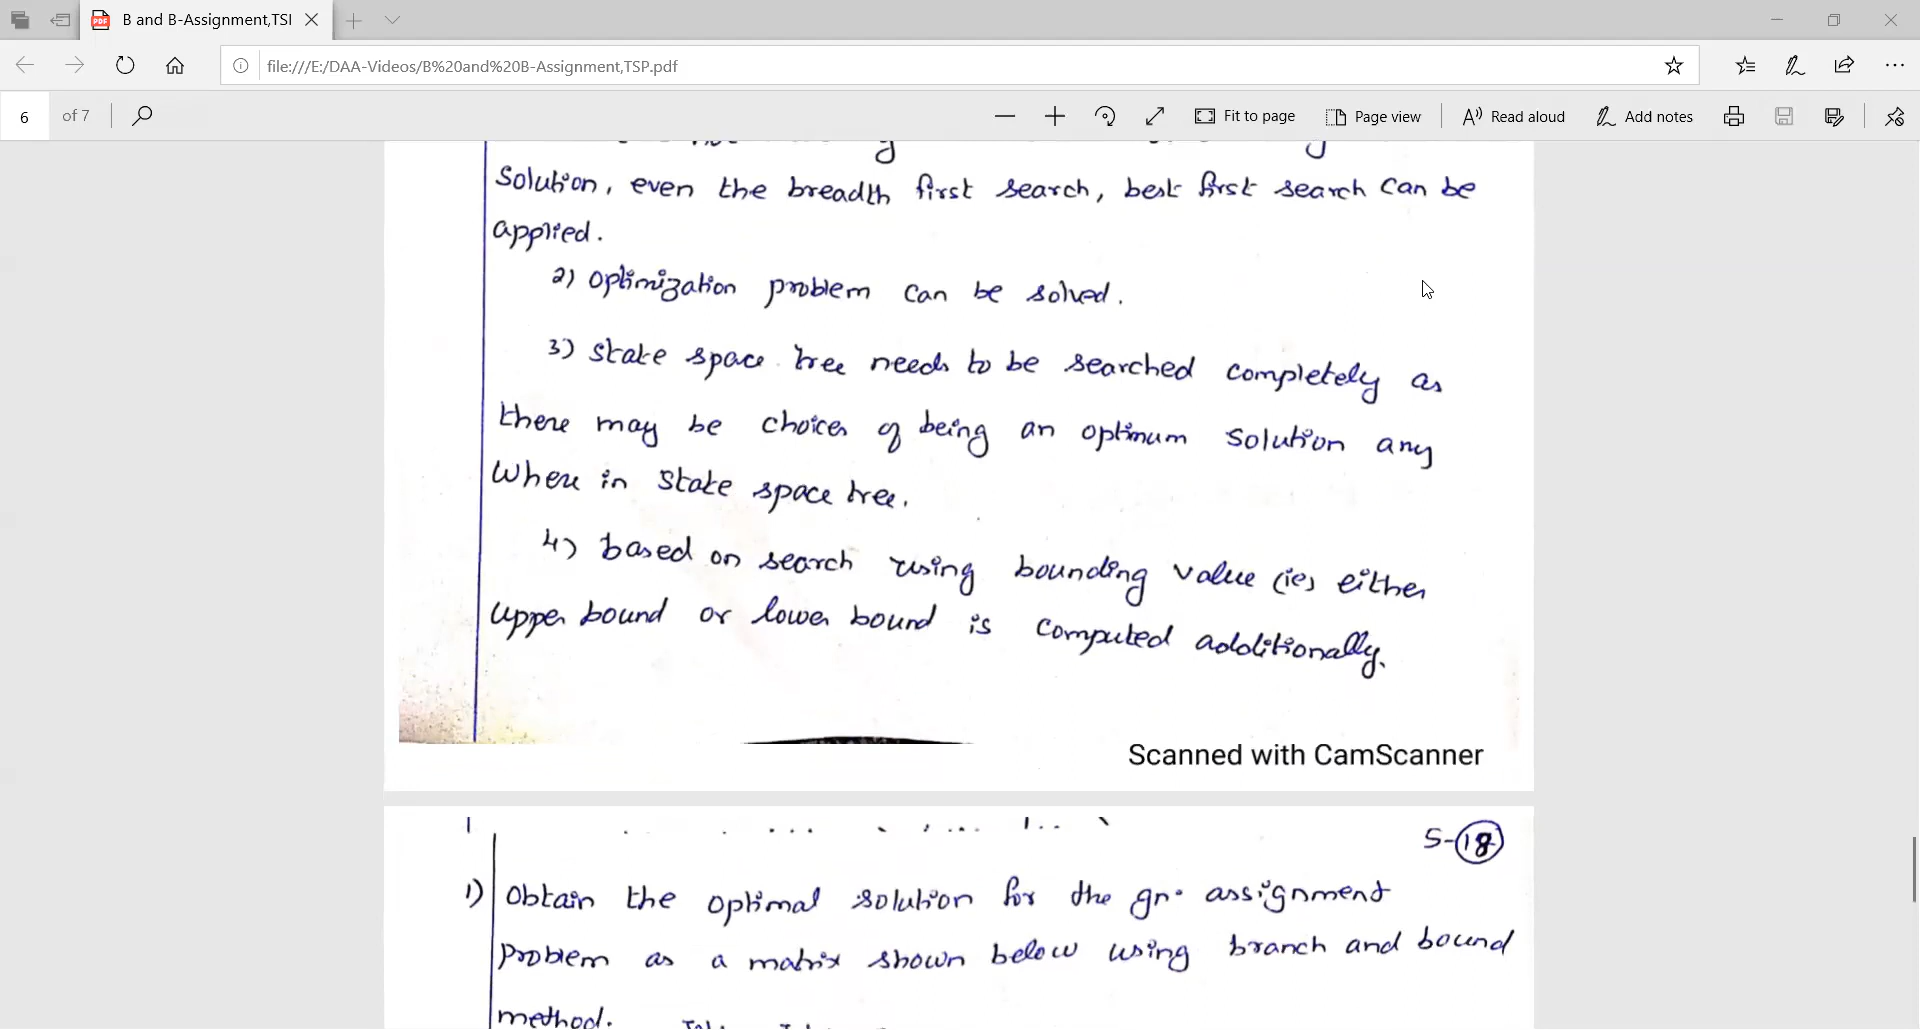 B and B-Assignment,TSI
file:///E:/DAA-Videos/B%20and%20B-Assignment,TSP.pdf
6 of 7
Fit to page
Page view
Read aloud
Add notes
Solution, even the breadth first search, best first search can be
applied.
2) Optimization problem can be solved.
3) State space tree needs to be searched completely as
there may be choices of being an optimum solution any
where in state space tree.
4) based on search using bounding value (ie) either
upper bound or lower bound is computed additionally.
Scanned with CamScanner
S-18
1) Obtain the optimal solution for the gn. assignment
problem as a matrix shown below using branch and bound
method.